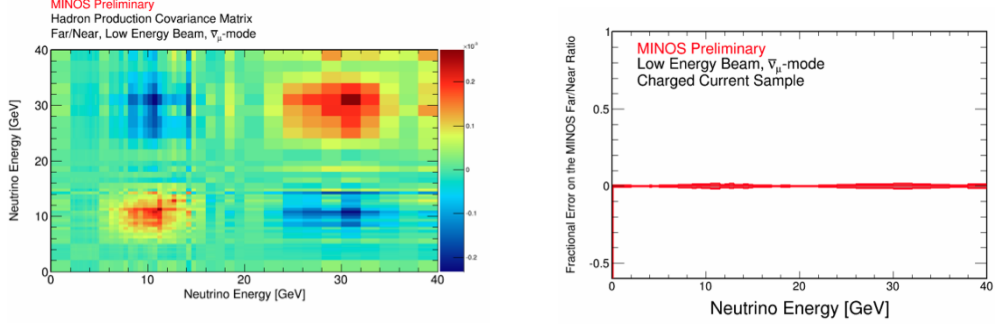 MINOS Preliminary
Hadron Production Covariance Matrix
Far/Near, Low Energy Beam, ν̅μ-mode
40
30
20
10
0
Neutrino Energy [GeV]
0 10 20 30 40
Neutrino Energy [GeV]
0.2
0.1
0
-0.1
-0.2
MINOS Preliminary
Low Energy Beam, ν̅μ-mode
Charged Current Sample
1
0.5
0
-0.5
Fractional Error on the MINOS Far/Near Ratio
0 10 20 30 40
Neutrino Energy [GeV]